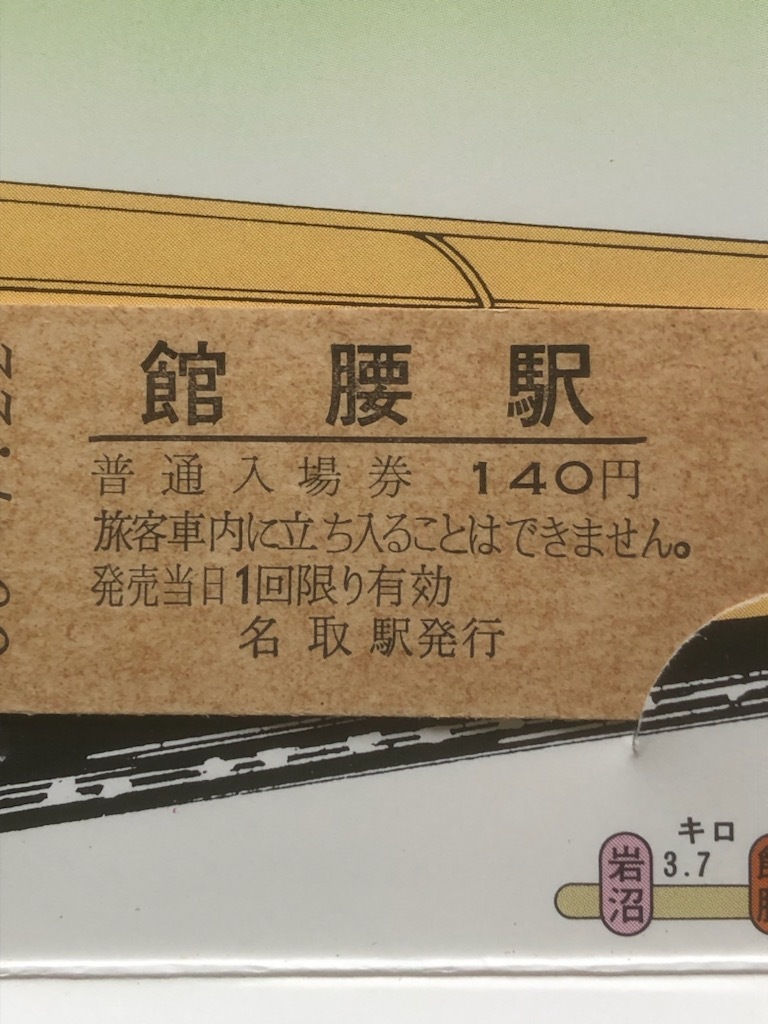 館腰駅
普通入場券 140円
旅客車内に立ち入ることはできません。
発売当日1回限り有効
名取駅発行
キロ
岩沼 3.7